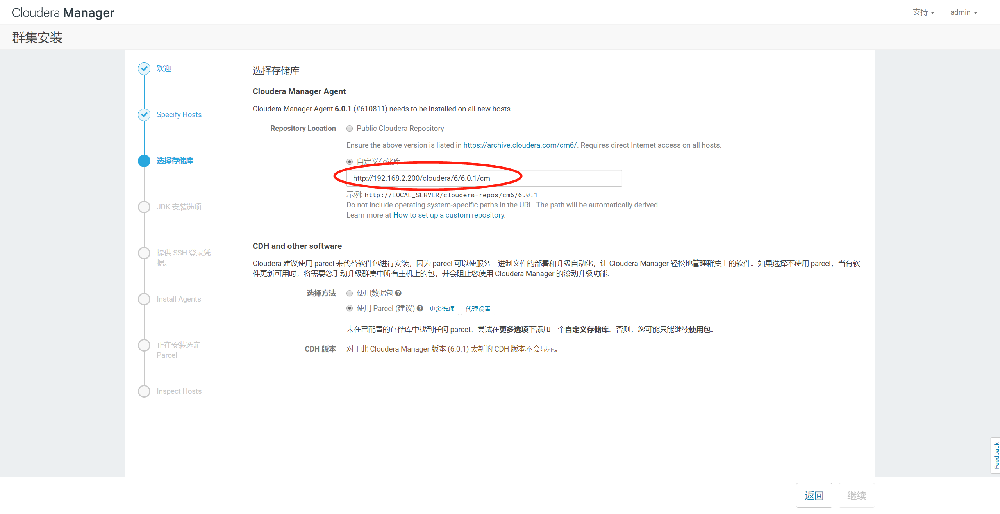 Cloudera Manager
支持
admin
群集安装
欢迎
Specify Hosts
选择存储库
JDK 安装选项
提供 SSH 登录凭
据。
Install Agents
正在安装选定
Parcel
Inspect Hosts
选择存储库
Cloudera Manager Agent
Cloudera Manager Agent 6.0.1 (#610811) needs to be installed on all new hosts.
Repository Location
Public Cloudera Repository
Ensure the above version is listed in https://archive.cloudera.com/cm6/. Requires direct Internet access on all hosts.
自定义存储库
http://192.168.2.200/cloudera/6/6.0.1/cm
示例: http://LOCAL_SERVER/cloudera-repos/cm6/6.0.1
Do not include operating system-specific paths in the URL. The path will be automatically derived.
Learn more at How to set up a custom repository.
CDH and other software
Cloudera 建议使用 parcel 来代替软件包进行安装，因为 parcel 可以使服务二进制文件的部署和升级自动化，让 Cloudera Manager 轻松地管理群集上的软件。如果选择不使用 parcel，当有软
件更新可用时，将需要您手动升级群集中所有主机上的包，并会阻止您使用 Cloudera Manager 的滚动升级功能.
选择方法
使用数据包
使用 Parcel (建议) 更多选项 代理设置
未在已配置的存储库中找到任何 parcel。尝试在更多选项下添加一个自定义存储库。否则，您可能只能继续使用包。
CDH 版本
对于此 Cloudera Manager 版本 (6.0.1) 太新的 CDH 版本不会显示。
Feedback
返回
继续